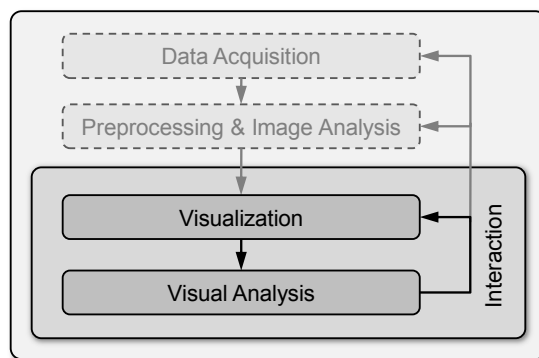 Data Acquisition
Preprocessing & Image Analysis
Visualization
Visual Analysis
Interaction